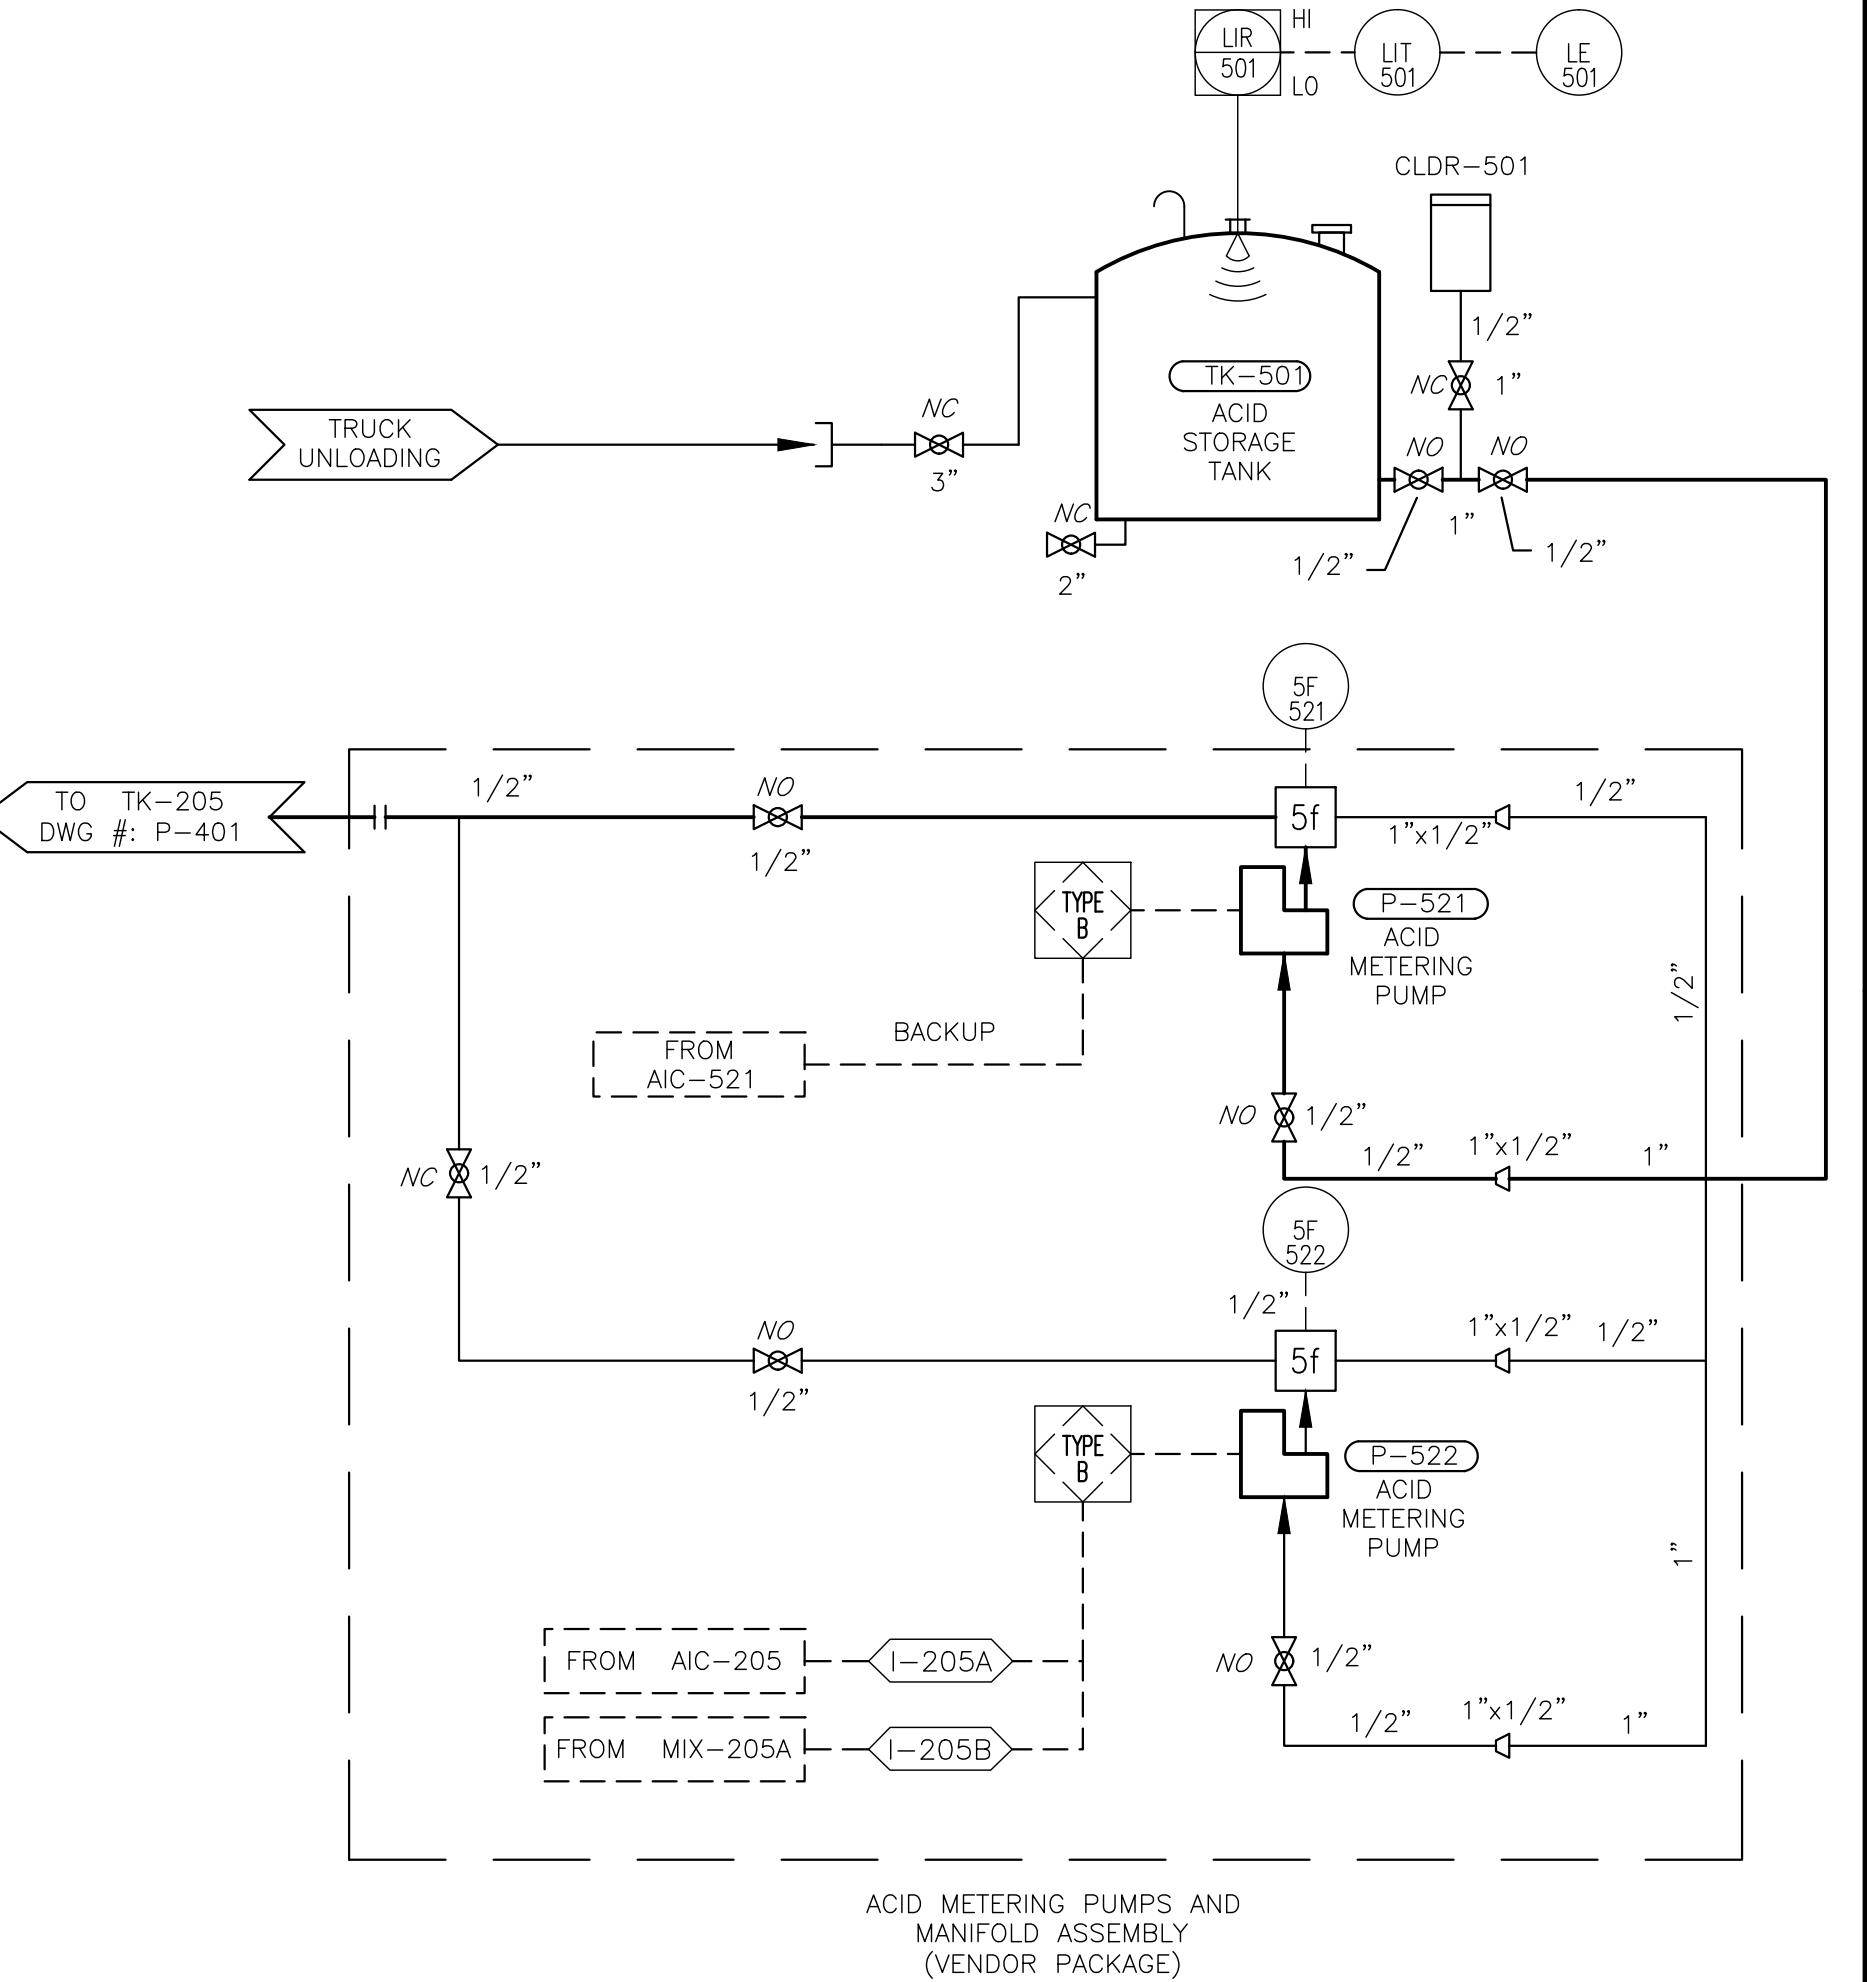 HI
LIR
501
LO
LIT
501
LE
501
CLDR-501
1/2"
NC
1"
TK-501
ACID
STORAGE
TANK
TRUCK
UNLOADING
NC
3"
NO
NO
1"
1/2"
1/2"
NC
2"
5F
521
TO TK-205
DWG #: P-401
1/2"
NO
1/2"
5f
1/2"
1"x1/2"
TYPE
B
P-521
ACID
METERING
PUMP
1/2"
BACKUP
FROM
AIC-521
NO
1/2"
1/2"
1"x1/2"
1"
NC
1/2"
5F
522
1/2"
NO
1/2"
5f
1"x1/2"
1/2"
TYPE
B
P-522
ACID
METERING
PUMP
1"
FROM AIC-205
I-205A
NO
1/2"
FROM MIX-205A
I-205B
1/2"
1"x1/2"
1"
ACID METERING PUMPS AND
MANIFOLD ASSEMBLY
(VENDOR PACKAGE)